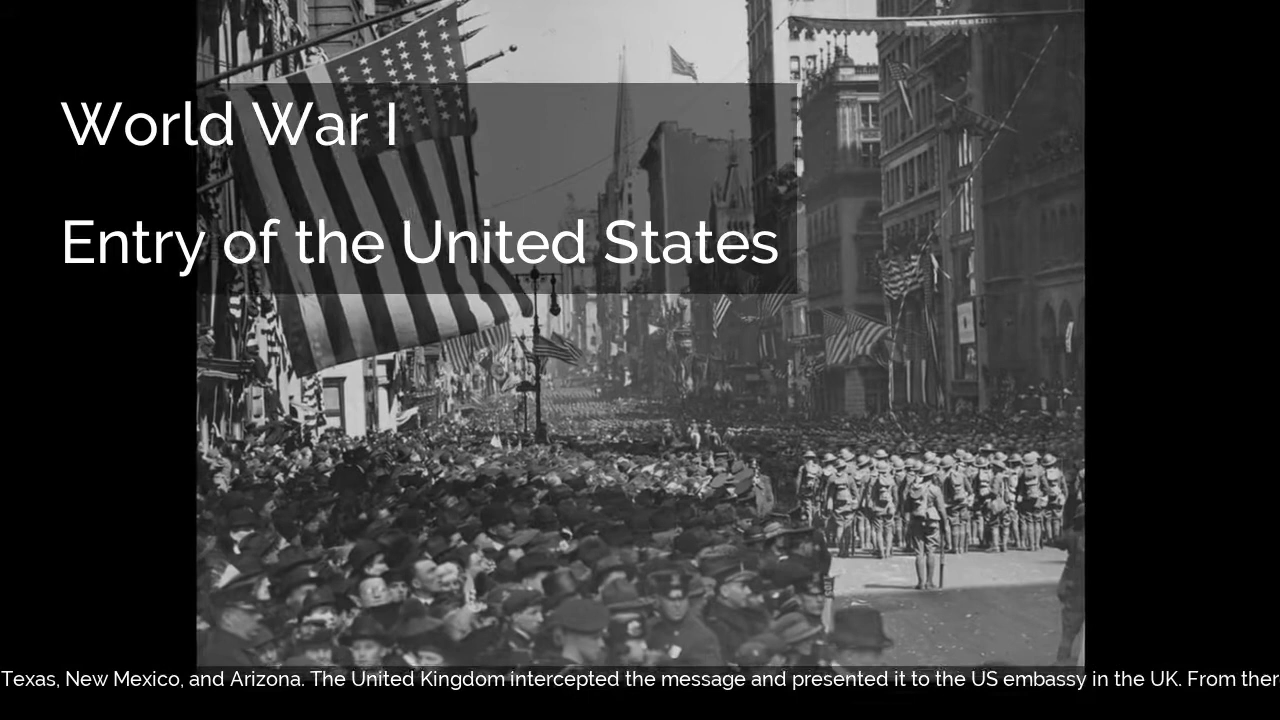 World War I
Entry of the United States
Texas, New Mexico, and Arizona. The United Kingdom intercepted the message and presented it to the US embassy in the UK. From